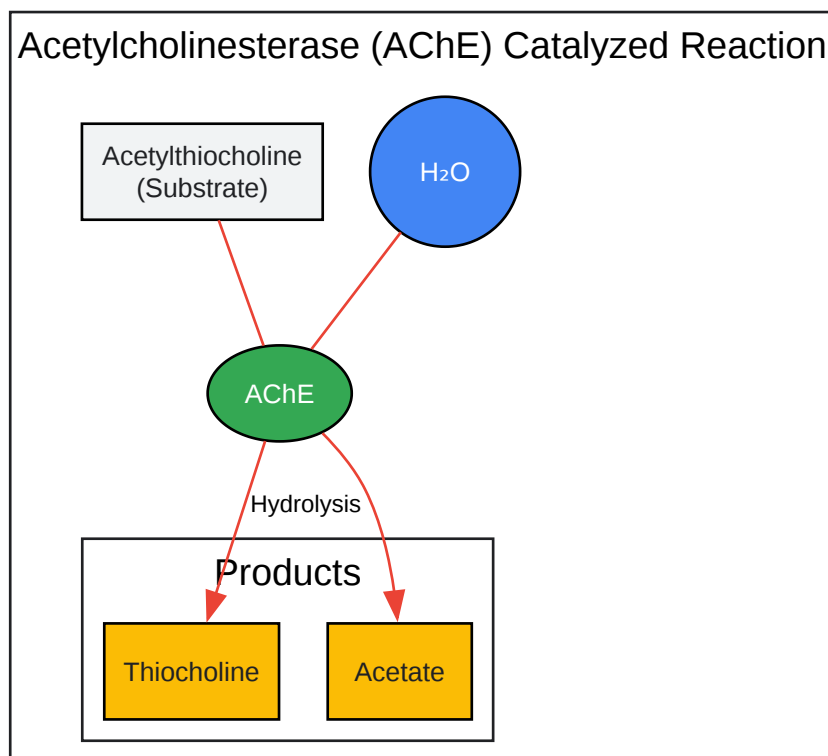 Acetylcholinesterase (AChE) Catalyzed Reaction
Acetylthiocholine
(Substrate)
H₂O
AChE
Hydrolysis
Products
Thiocholine
Acetate